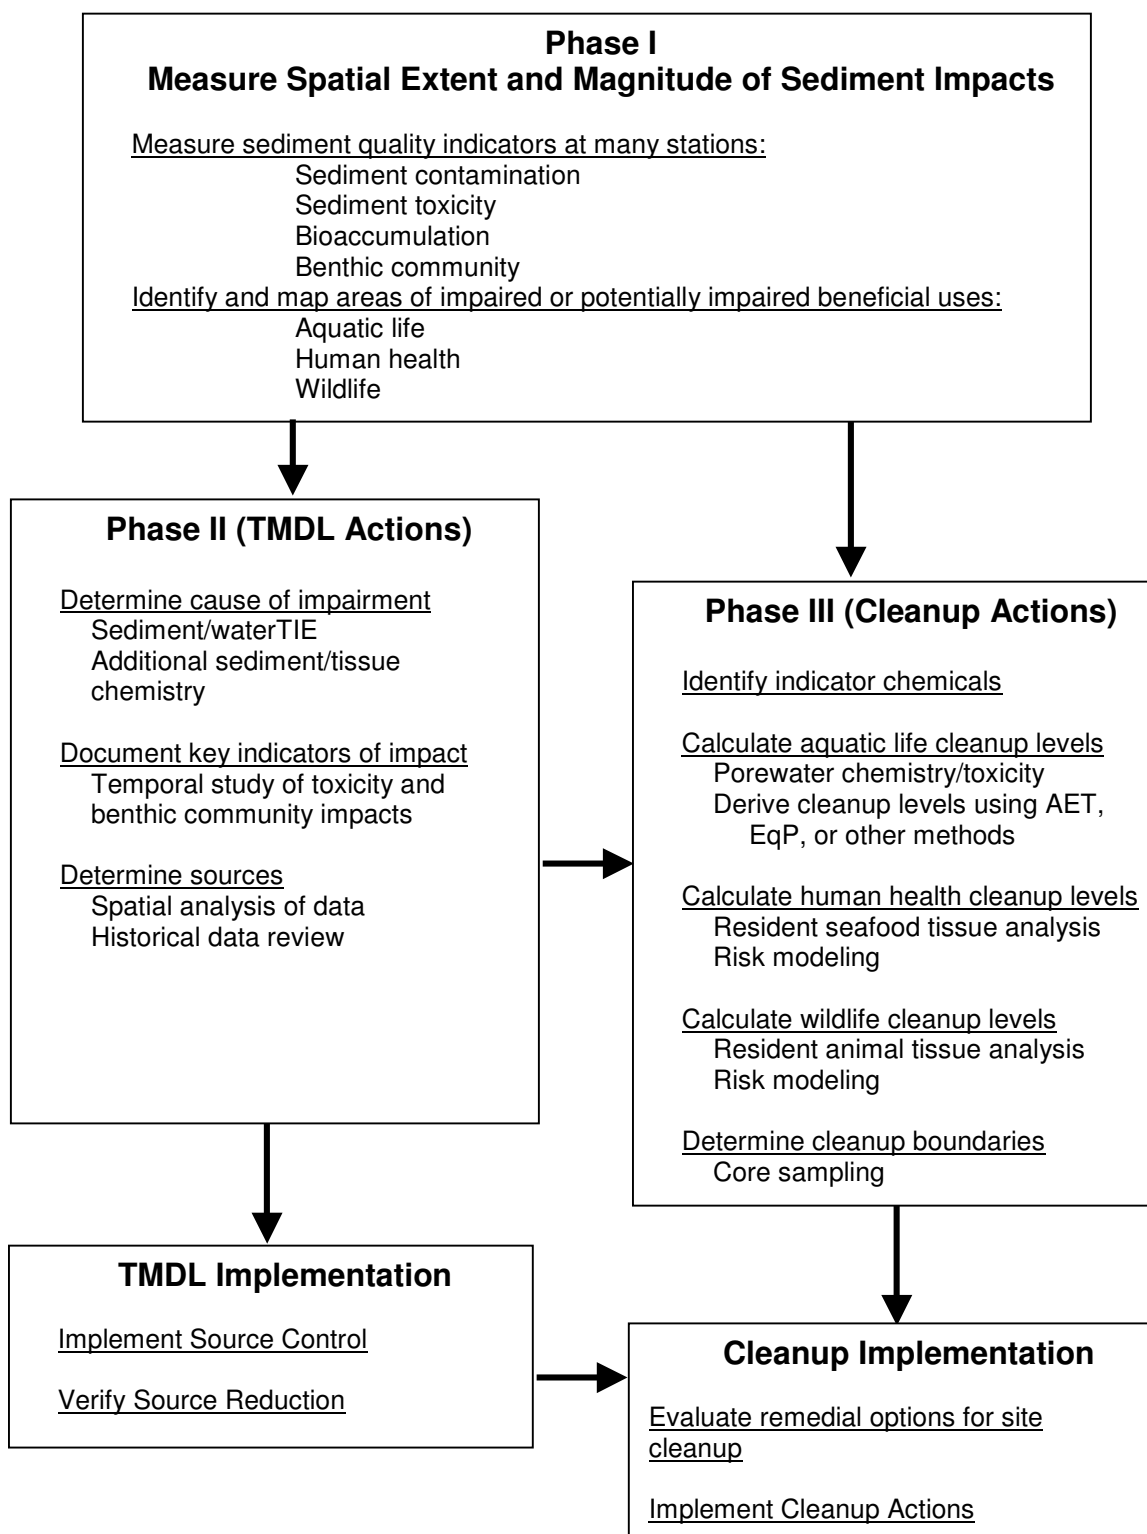 Phase I
Measure Spatial Extent and Magnitude of Sediment Impacts
Measure sediment quality indicators at many stations:
Sediment contamination
Sediment toxicity
Bioaccumulation
Benthic community
Identify and map areas of impaired or potentially impaired beneficial uses:
Aquatic life
Human health
Wildlife
Phase II (TMDL Actions)
Determine cause of impairment
Sediment/waterTIE
Additional sediment/tissue
chemistry
Document key indicators of impact
Temporal study of toxicity and
benthic community impacts
Determine sources
Spatial analysis of data
Historical data review
Phase III (Cleanup Actions)
Identify indicator chemicals
Calculate aquatic life cleanup levels
Porewater chemistry/toxicity
Derive cleanup levels using AET,
EqP, or other methods
Calculate human health cleanup levels
Resident seafood tissue analysis
Risk modeling
Calculate wildlife cleanup levels
Resident animal tissue analysis
Risk modeling
Determine cleanup boundaries
Core sampling
TMDL Implementation
Implement Source Control
Verify Source Reduction
Cleanup Implementation
Evaluate remedial options for site
cleanup
Implement Cleanup Actions